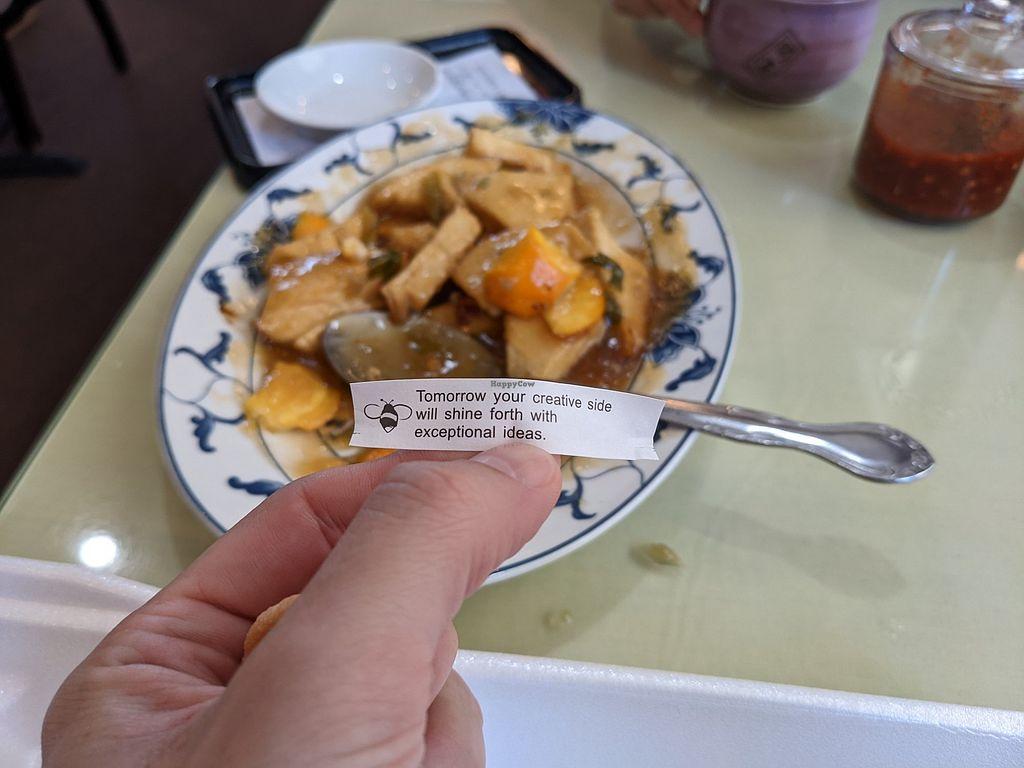 HappyCow
Tomorrow your creative side
will shine forth with
exceptional ideas.